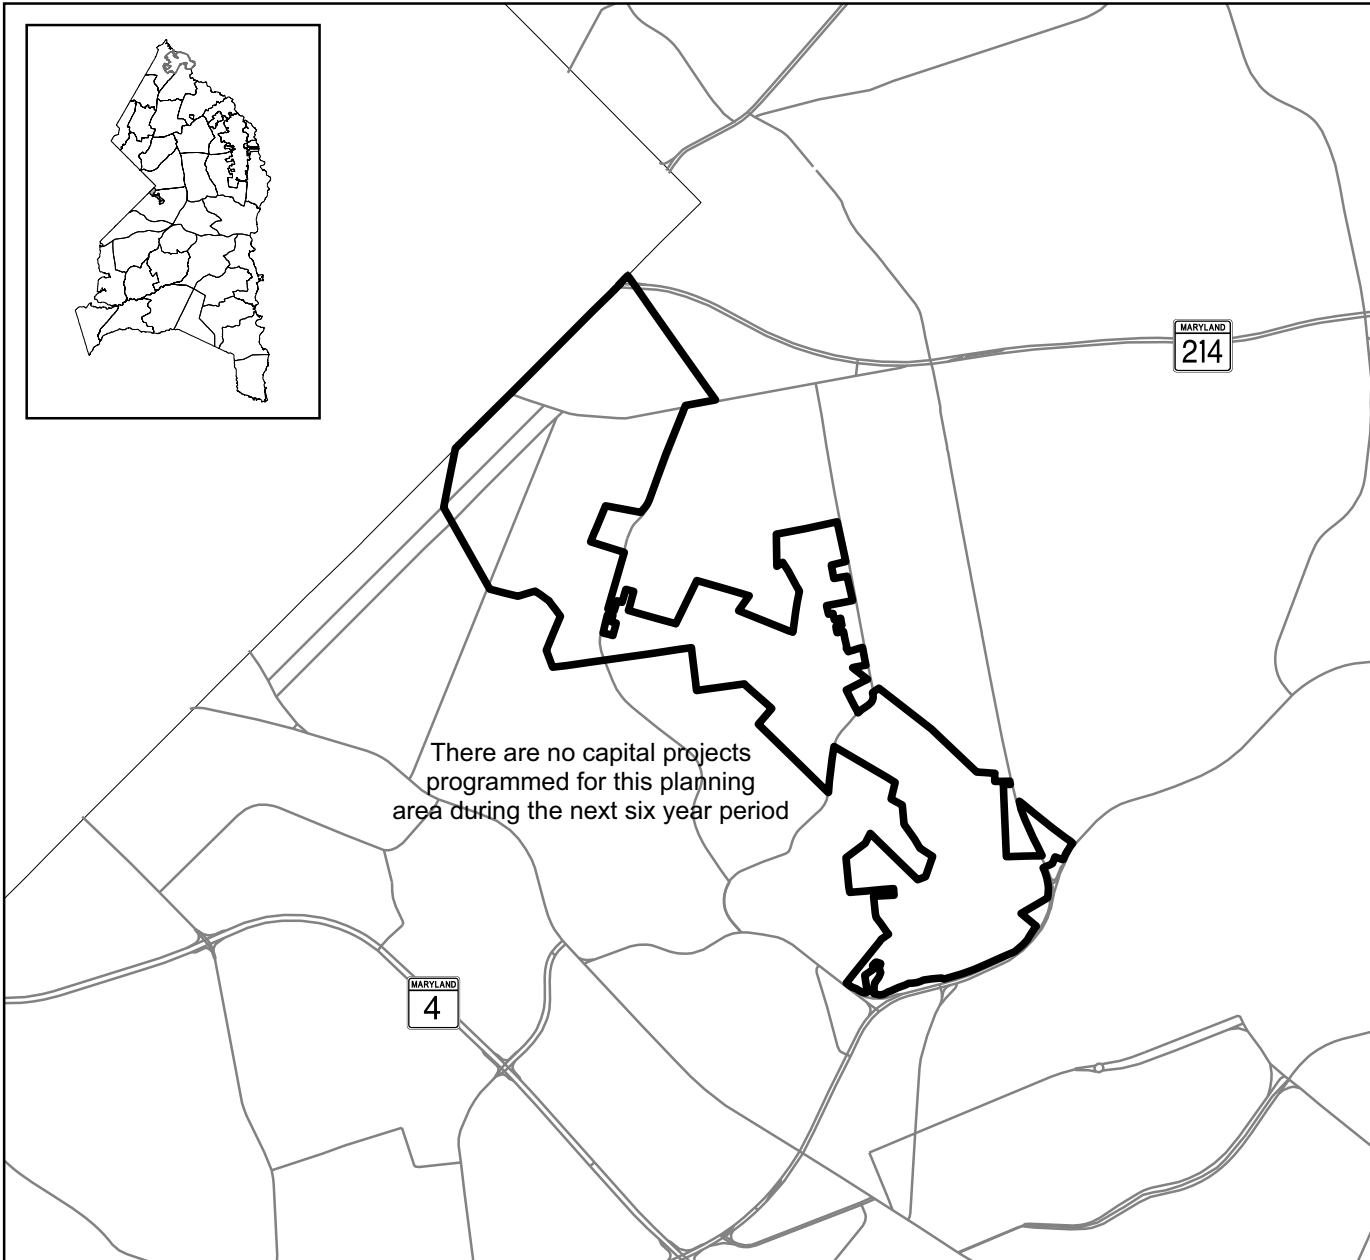 MARYLAND
214
There are no capital projects
programmed for this planning
area during the next six year period
MARYLAND
4